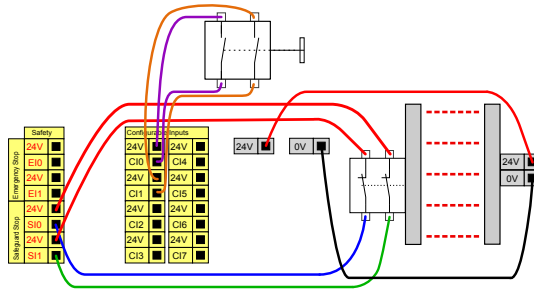 Safety
Emergency Stop
24V
EI0
24V
EI1
Safeguard Stop
24V
SI0
24V
SI1
Configurable Inputs
24V 24V
CI0 CI4
24V 24V
CI1 CI5
24V 24V
CI2 CI6
24V 24V
CI3 CI7
24V 0V
24V
0V